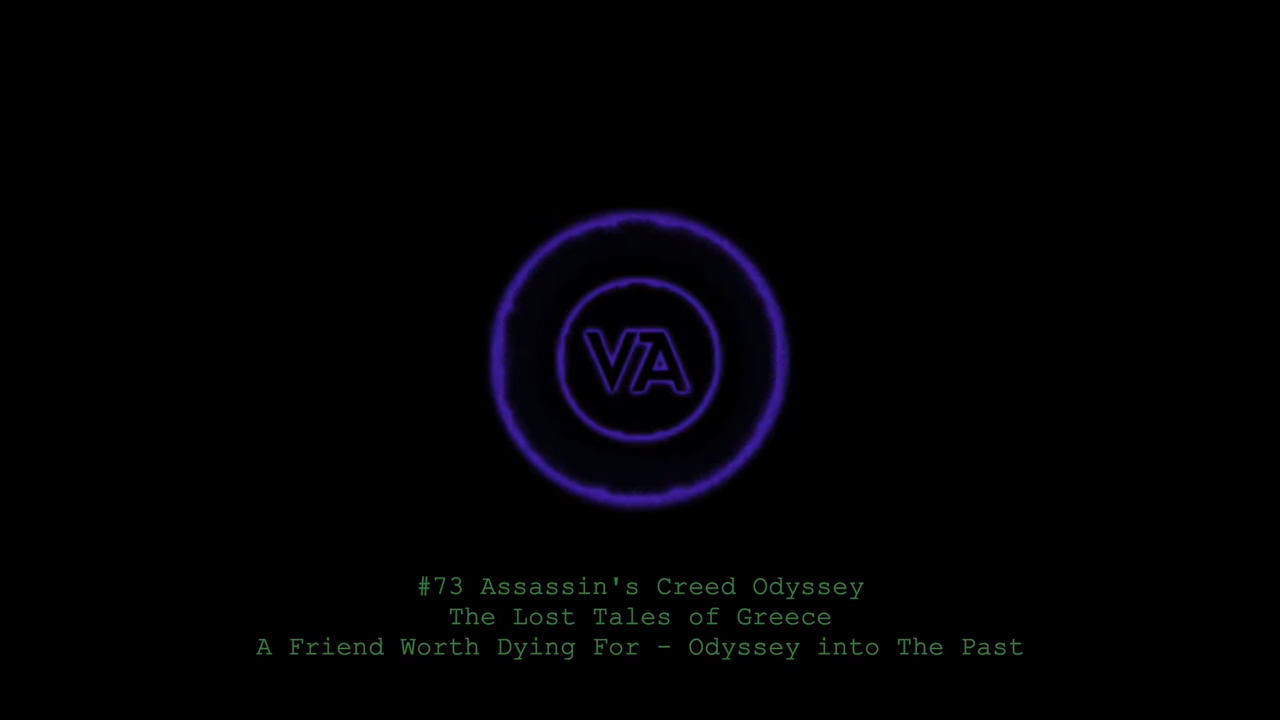 VA
#73 Assassin's Creed Odyssey
The Lost Tales of Greece
A Friend Worth Dying For - Odyssey into The Past